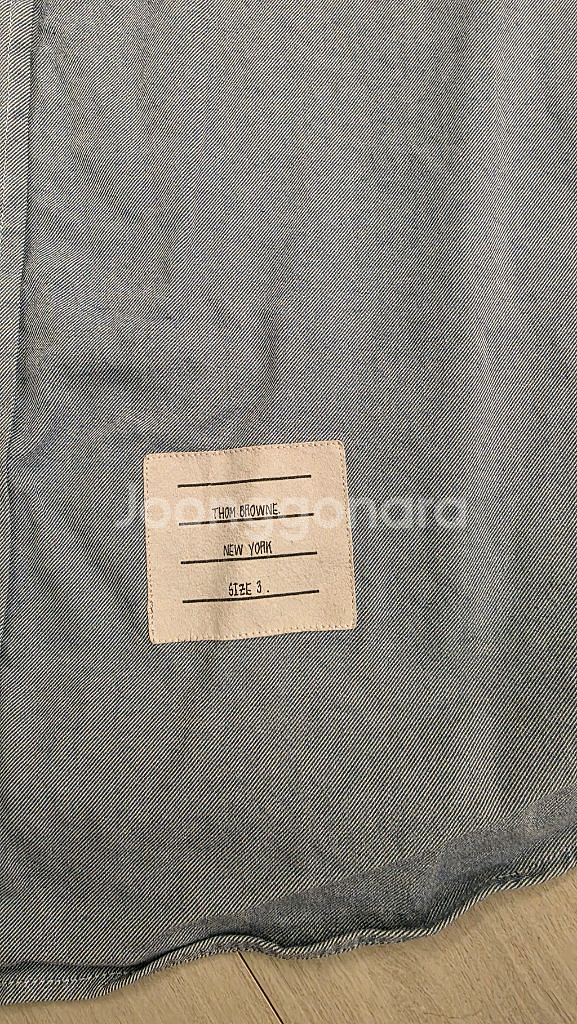 THOM BROWNE.
NEW YORK
SIZE 3.
Joonggonara